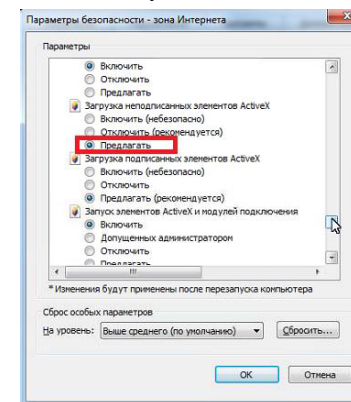 Параметры безопасности - зона Интернета
Параметры
Включить
Отключить
Предлагать
Загрузка неподписанных элементов ActiveX
Включить (небезопасно)
Отключить (рекомендуется)
Предлагать
Загрузка подписанных элементов ActiveX
Включить (небезопасно)
Отключить
Предлагать (рекомендуется)
Запуск элементов ActiveX и модулей подключения
Включить
Допущенных администратором
Отключить
Предлагать
* Изменения будут применены после перезапуска компьютера
Сброс особых параметров
На уровень: Выше среднего (по умолчанию) Сбросить...
ОК Отмена